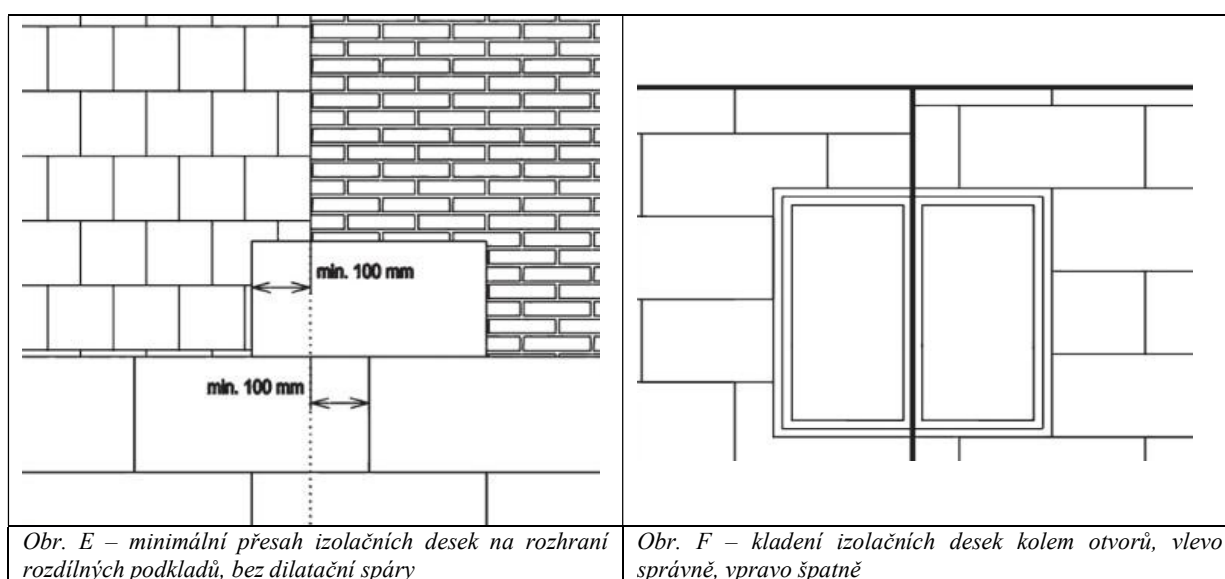 min. 100 mm
min. 100 mm
Obr. E – minimální přesah izolačních desek na rozhraní
rozdílných podkladů, bez dilatační spáry
Obr. F – kladení izolačních desek kolem otvorů, vlevo
správně, vpravo špatně